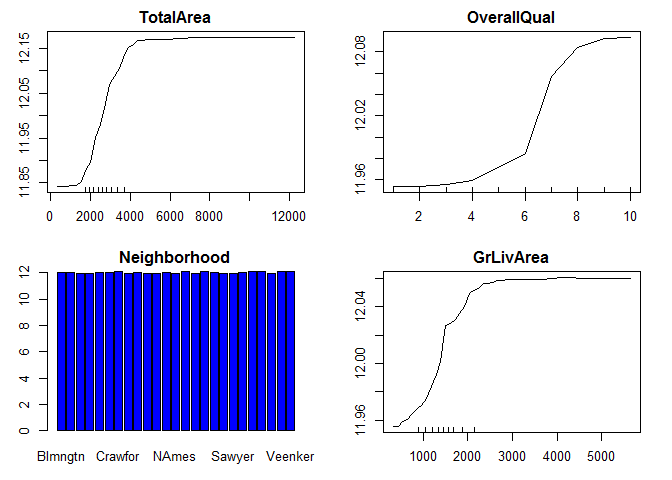 TotalArea
12.15
12.05
11.95
11.85
0 2000 4000 8000 12000
OverallQual
12.08
12.02
11.96
2 4 6 8 10
Neighborhood
12
10
8
6
4
2
0
Blmngtn Crawfor NAmes Sawyer Veenker
GrLivArea
12.04
12.00
11.96
1000 2000 3000 4000 5000